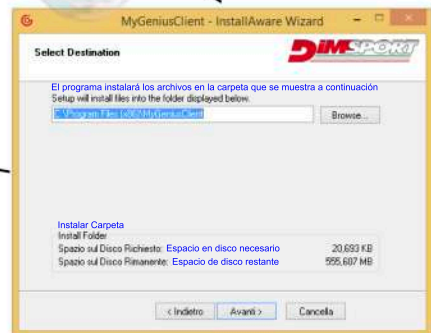 MyGeniusClient - InstallAware Wizard
Select Destination
DIMSPORT
El programa instalará los archivos en la carpeta que se muestra a continuación
Setup will install files into the folder displayed below.
C:\Program Files (x86)\MyGeniusClient
Browse...
Instalar Carpeta
Install Folder
Spazio sul Disco Richiesto: Espacio en disco necesario 20,693 KB
Spazio sul Disco Rimanente: Espacio de disco restante 555,607 MB
< Indietro
Avanti >
Cancella